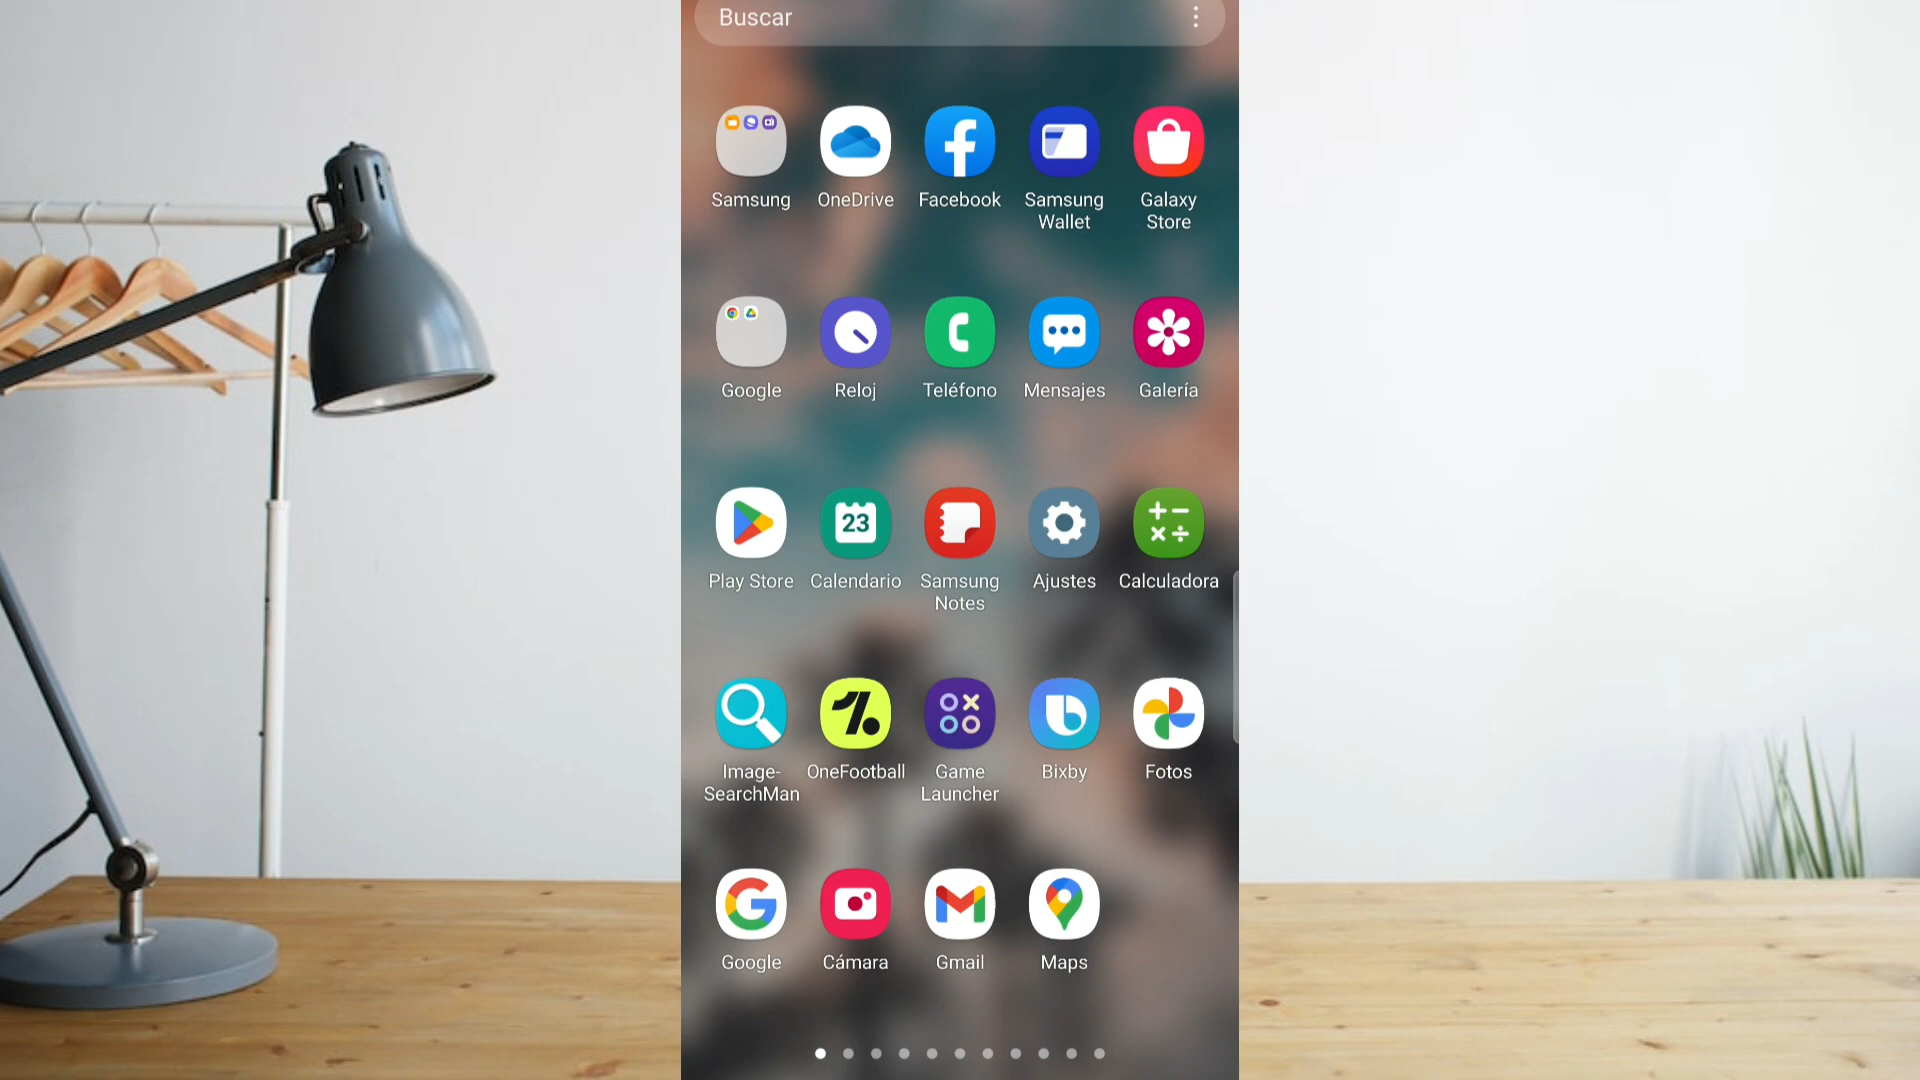 Buscar
Samsung
OneDrive
Facebook
Samsung
Wallet
Galaxy
Store
Google
Reloj
Teléfono
Mensajes
Galería
Play Store
23
Calendario
Samsung
Notes
Ajustes
Calculadora
Image-
SearchMan
OneFootball
Game
Launcher
Bixby
Fotos
Google
Cámara
Gmail
Maps